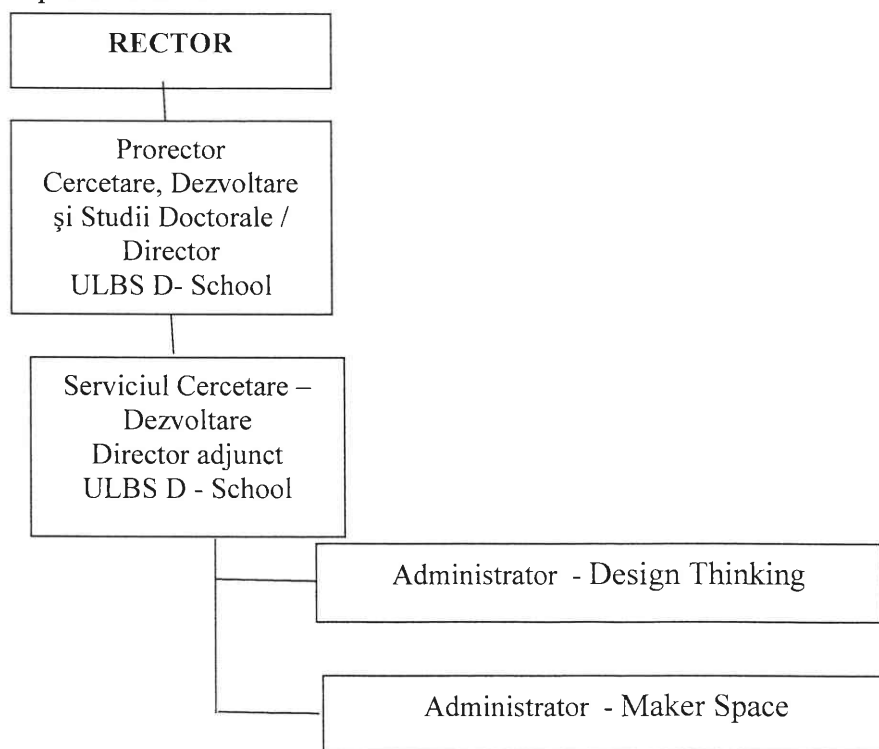 RECTOR
Prorector
Cercetare, Dezvoltare
şi Studii Doctorale /
Director
ULBS D- School
Serviciul Cercetare –
Dezvoltare
Director adjunct
ULBS D - School
Administrator - Design Thinking
Administrator - Maker Space